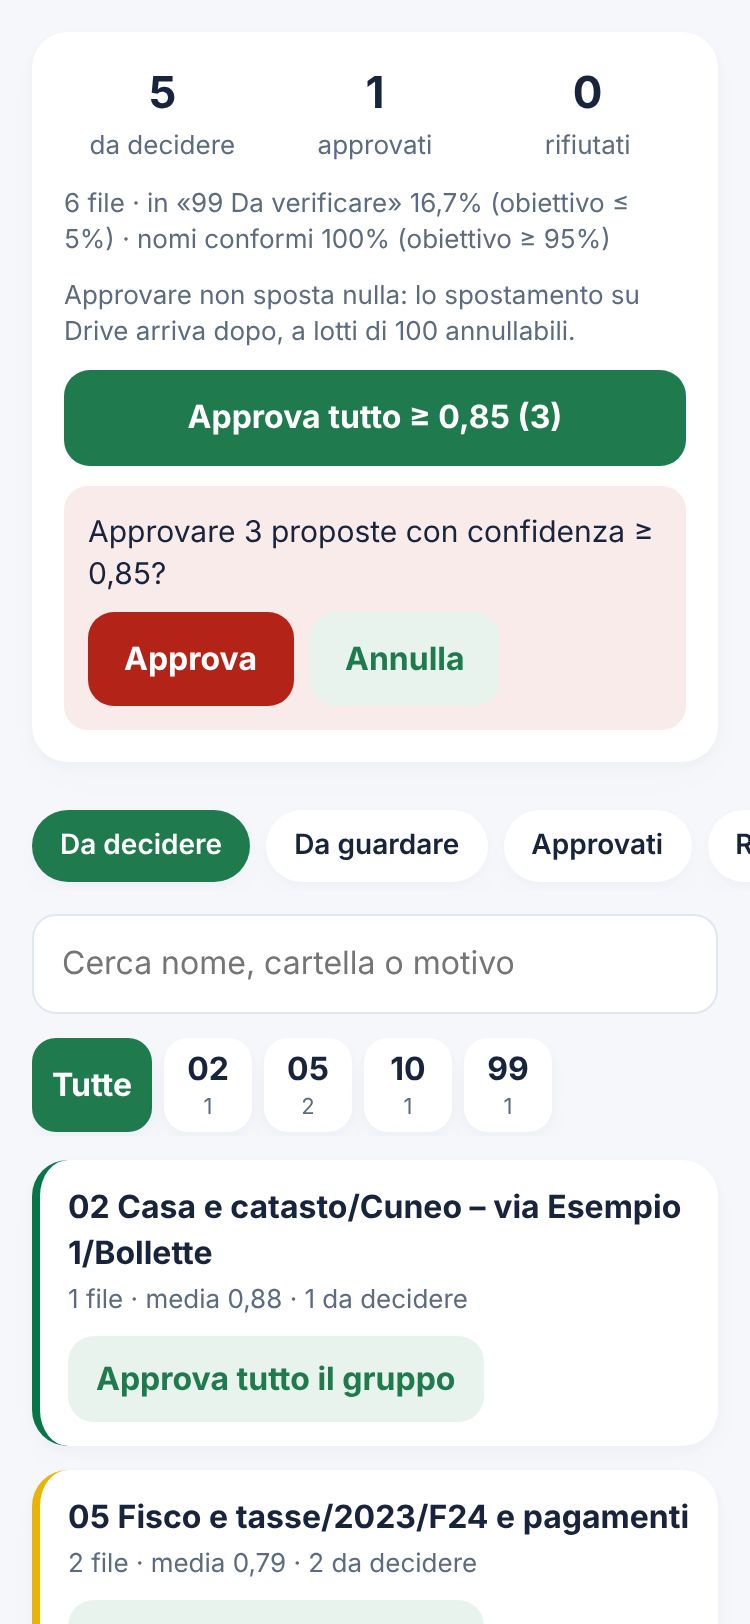 5 1 0
da decidere approvati rifiutati
6 file · in «99 Da verificare» 16,7% (obiettivo ≤
5%) · nomi conformi 100% (obiettivo ≥ 95%)
Approvare non sposta nulla: lo spostamento su
Drive arriva dopo, a lotti di 100 annullabili.
Approva tutto ≥ 0,85 (3)
Approvare 3 proposte con confidenza ≥
0,85?
Approva Annulla
Da decidere Da guardare Approvati R
Cerca nome, cartella o motivo
Tutte 02 05 10 99
1 2 1 1
02 Casa e catasto/Cuneo – via Esempio
1/Bollette
1 file · media 0,88 · 1 da decidere
Approva tutto il gruppo
05 Fisco e tasse/2023/F24 e pagamenti
2 file · media 0,79 · 2 da decidere